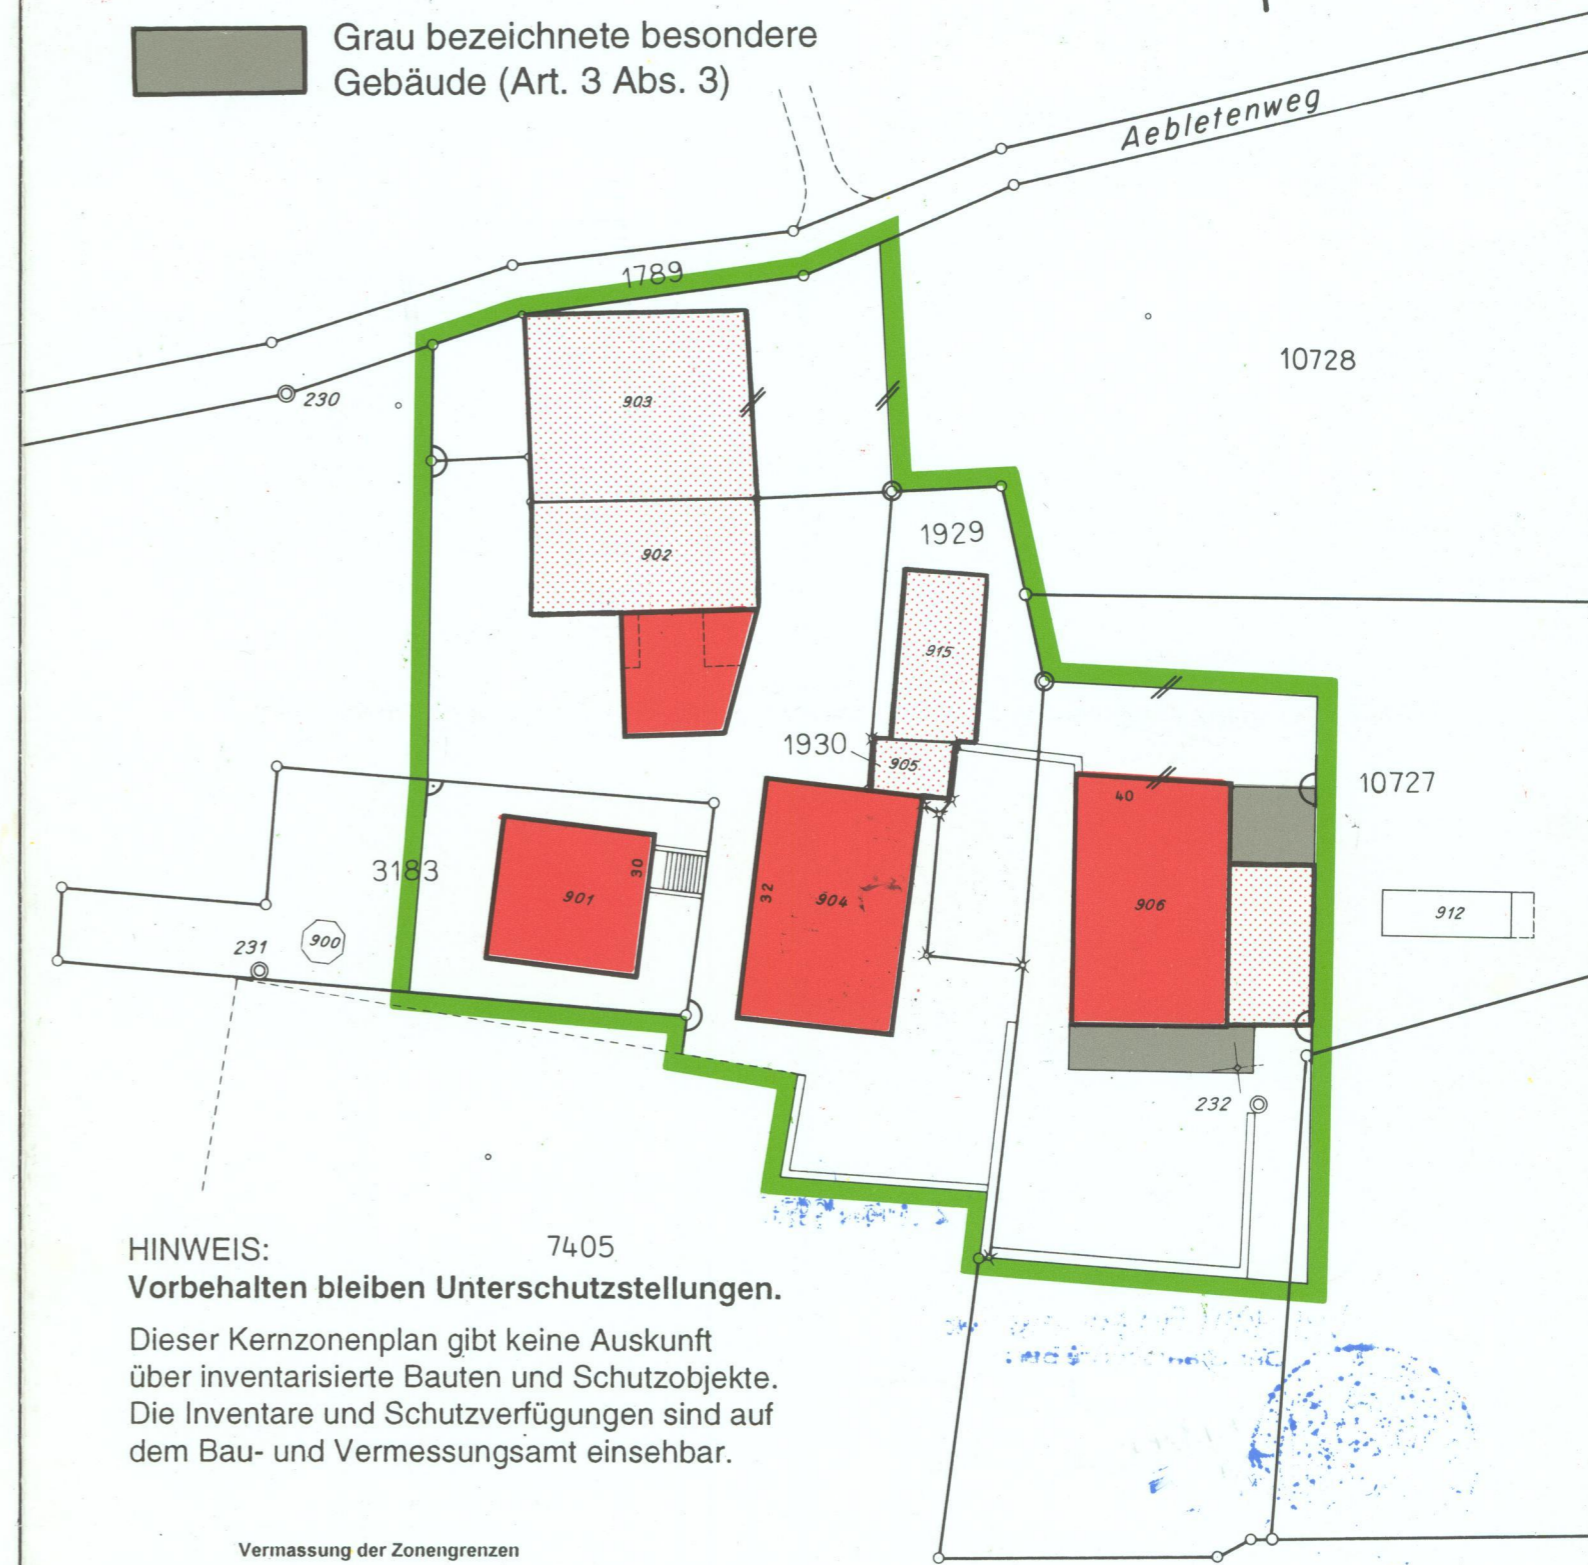 Grau bezeichnete besondere
Gebäude (Art. 3 Abs. 3)
Aebletenweg
1789
10728
230
903
902
1929
915
1930
905
10727
40
3183
30
901
32
904
906
912
231
900
232
HINWEIS:
7405
Vorbehalten bleiben Unterschutzstellungen.
Dieser Kernzonenplan gibt keine Auskunft
über inventarisierte Bauten und Schutzobjekte.
Die Inventare und Schutzverfügungen sind auf
dem Bau- und Vermessungsamt einsehbar.
Vermassung der Zonengrenzen